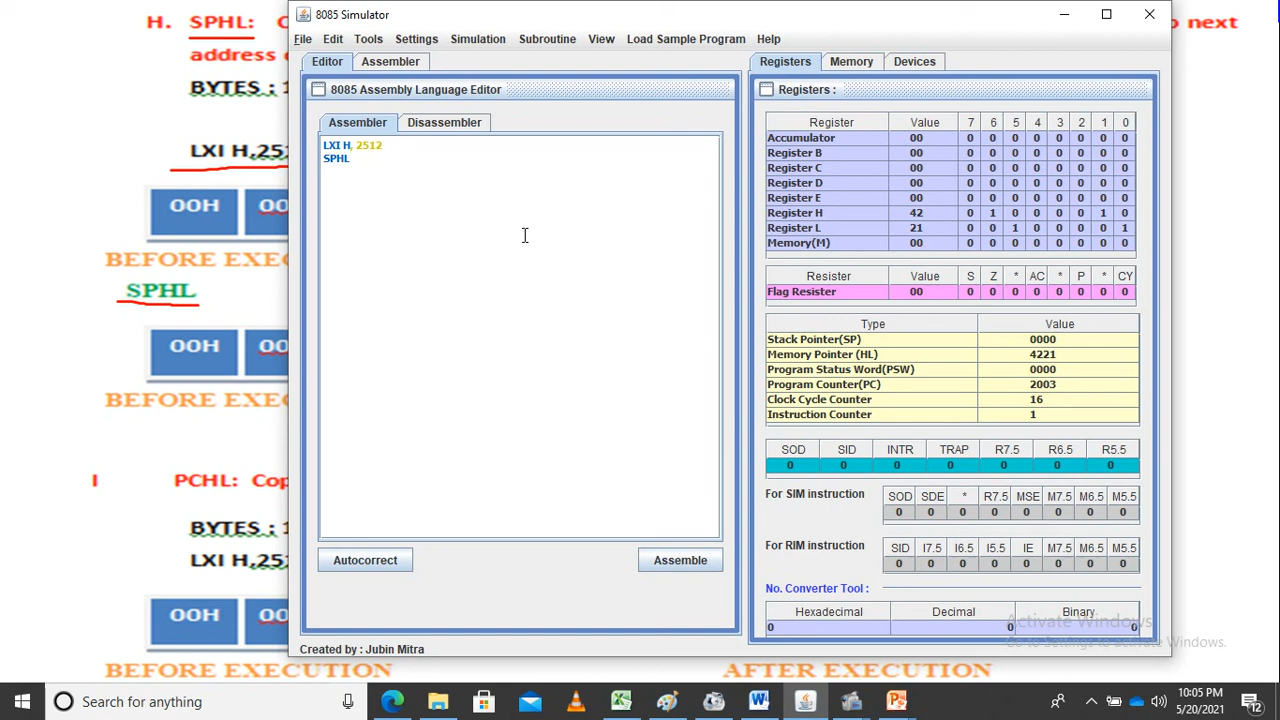 H. SPHL: C
o next
address o
BYTES : 1
LXI H,251
00H
BEFORE EXEC
SPHL
00H
BEFORE EXEC
I PCHL: Cop
BYTES : 1
LXI H,251
00H
BEFORE EXECUTION
AFTER EXECUTION
8085 Simulator
File Edit Tools Settings Simulation Subroutine View Load Sample Program Help
Editor Assembler
8085 Assembly Language Editor
Assembler Disassembler
LXI H, 2512
SPHL
Autocorrect Assemble
Created by : Jubin Mitra
Registers Memory Devices
Registers :
Register Value 7 6 5 4 3 2 1 0
Accumulator 00 0 0 0 0 0 0 0 0
Register B 00 0 0 0 0 0 0 0 0
Register C 00 0 0 0 0 0 0 0 0
Register D 00 0 0 0 0 0 0 0 0
Register E 00 0 0 0 0 0 0 0 0
Register H 42 0 1 0 0 0 0 1 0
Register L 21 0 0 1 0 0 0 0 1
Memory(M) 00 0 0 0 0 0 0 0 0
Resister Value S Z * AC * P * CY
Flag Resister 00 0 0 0 0 0 0 0 0
Type Value
Stack Pointer(SP) 0000
Memory Pointer (HL) 4221
Program Status Word(PSW) 0000
Program Counter(PC) 2003
Clock Cycle Counter 16
Instruction Counter 1
SOD SID INTR TRAP R7.5 R6.5 R5.5
0 0 0 0 0 0 0
For SIM instruction
SOD SDE * R7.5 MSE M7.5 M6.5 M5.5
0 0 0 0 0 0 0 0
For RIM instruction
SID I7.5 I6.5 I5.5 IE M7.5 M6.5 M5.5
0 0 0 0 0 0 0 0
No. Converter Tool :
Hexadecimal Decimal Binary
0 0 0
Activate Windows
Go to Settings to activate Windows.
Search for anything
10:05 PM
5/20/2021
12